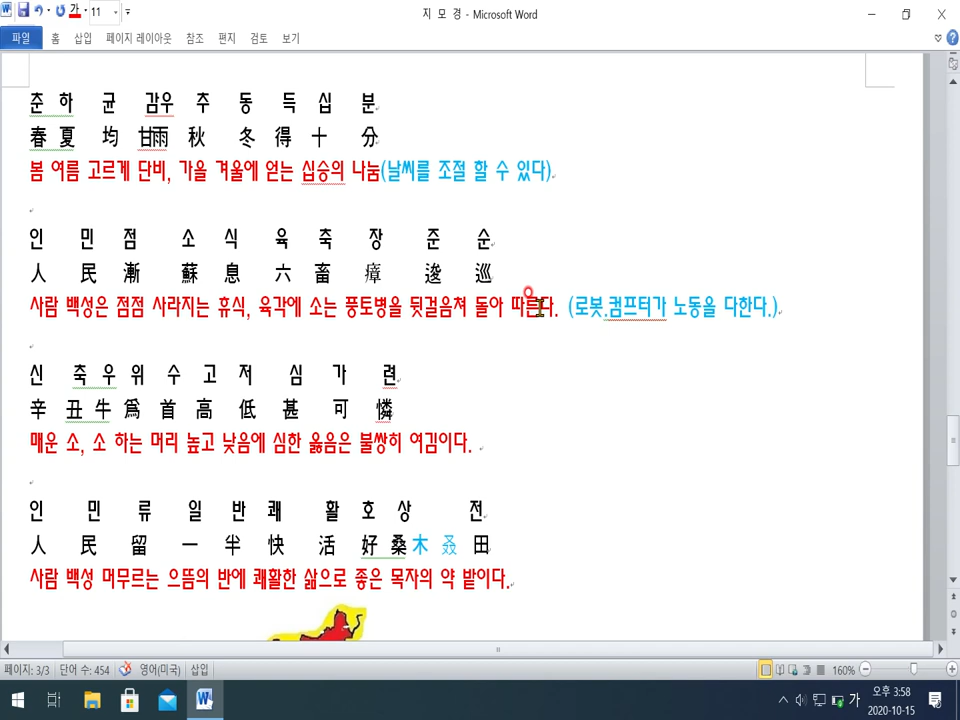 가 11
지 모 경 - Microsoft Word
파일 홈 삽입 페이지 레이아웃 참조 편지 검토 보기
춘 하 균 감우 추 동 득 십 분
春 夏 均 甘雨 秋 冬 得 十 分
봄 여름 고르게 단비, 가을 겨울에 얻는 십승의 나눔(날씨를 조절 할 수 있다)
인 민 점 소 식 육 축 장 준 순
人 民 漸 蘇 息 六 畜 瘴 逡 巡
사람 백성은 점점 사라지는 휴식, 육각에 소는 풍토병을 뒷걸음쳐 돌아 따른다. (로봇.컴프터가 노동을 다한다.)
신 축 우 위 수 고 저 심 가 련
辛 丑 牛 爲 首 高 低 甚 可 憐
매운 소, 소 하는 머리 높고 낮음에 심한 옳음은 불쌍히 여김이다.
인 민 류 일 반 쾌 활 호 상 전
人 民 留 一 半 快 活 好 桑 木 叒 田
사람 백성 머무르는 으뜸의 반에 쾌활한 삶으로 좋은 목자의 약 밭이다.
페이지: 3/3 단어 수: 454 영어(미국) 삽입 160%
가 오후 3:58
2020-10-15